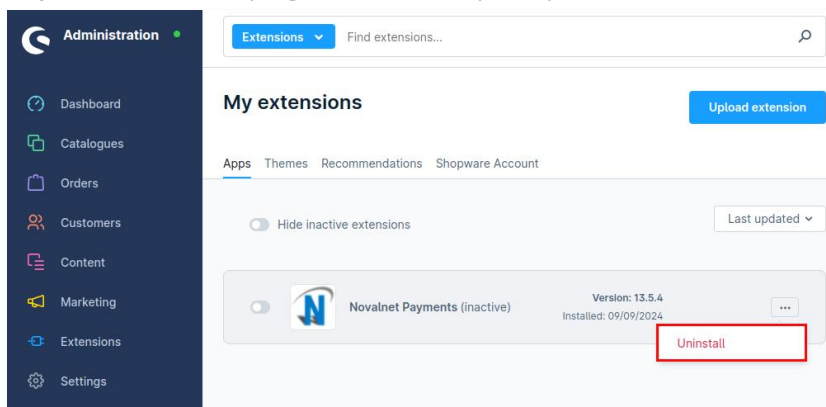 Administration
Extensions
Find extensions...
Dashboard
Catalogues
Orders
Customers
Content
Marketing
Extensions
Settings
My extensions
Upload extension
Apps Themes Recommendations Shopware Account
Hide inactive extensions
Last updated
Novalnet Payments (inactive)
Version: 13.5.4
Installed: 09/09/2024
Uninstall